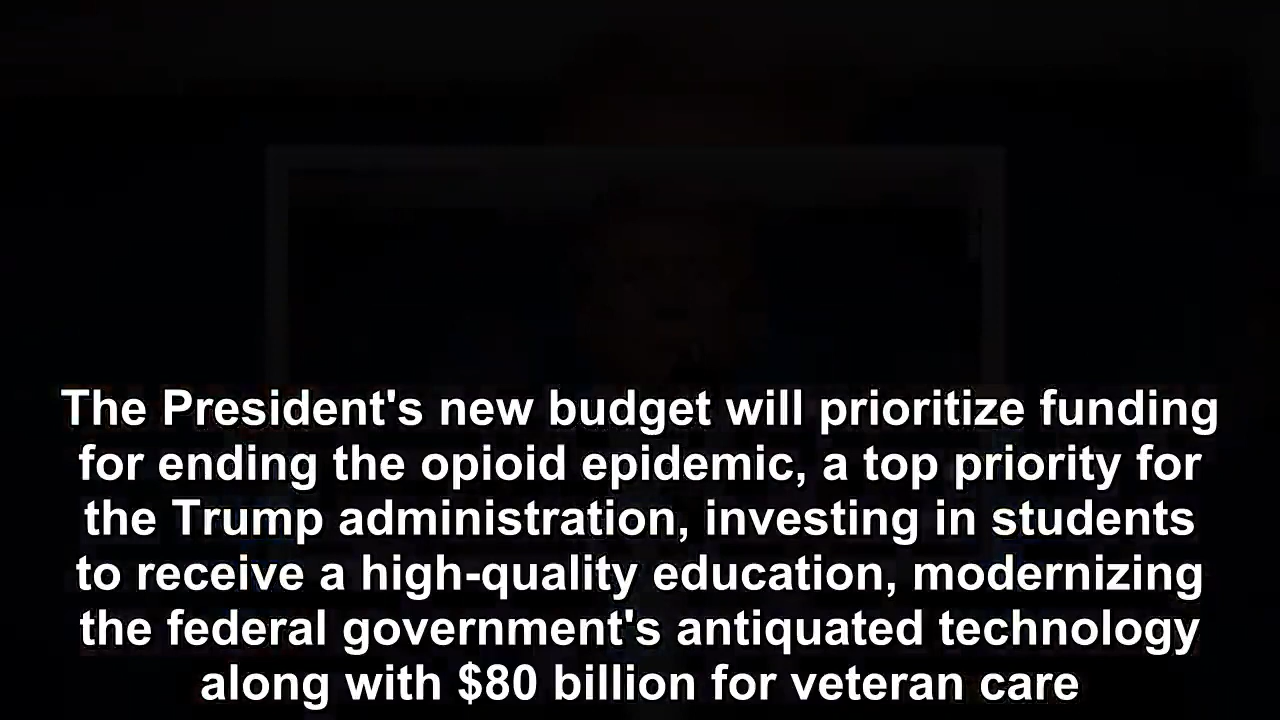 The President's new budget will prioritize funding
for ending the opioid epidemic, a top priority for
the Trump administration, investing in students
to receive a high-quality education, modernizing
the federal government's antiquated technology
along with $80 billion for veteran care